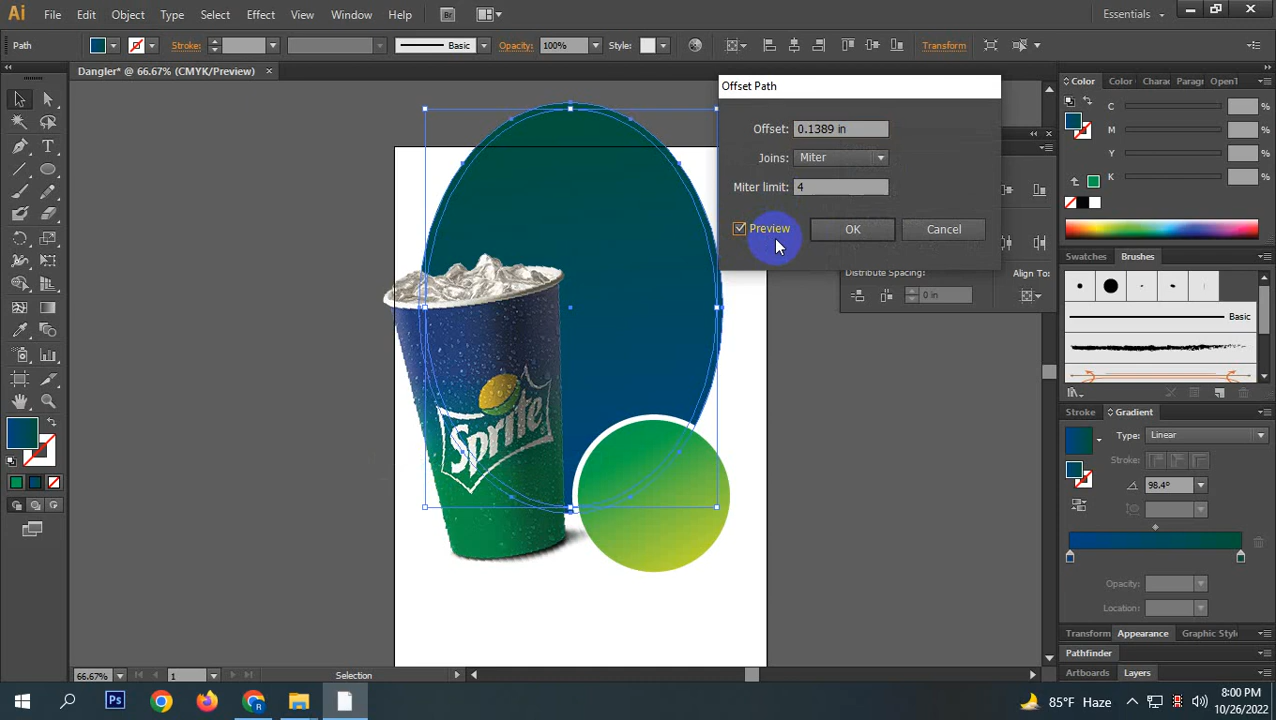 Ai File Edit Object Type Select Effect View Window Help Br Essentials
Path Stroke: Basic Opacity: 100% Style: Transform
Dangler* @ 66.67% (CMYK/Preview)
Offset Path
Offset: 0.1389 in
Joins: Miter
Miter limit: 4
Preview OK Cancel
Distribute Spacing: Align To:
0 in
Color Color Charac Paragr OpenT
C
M
Y
K
Swatches Brushes
Basic
Stroke Gradient
Type: Linear
Stroke:
98.4°
Opacity:
Location:
Transform Appearance Graphic Style
Pathfinder
Artboards Layers
Sprite
66.67% 1 Selection
Ps 85°F Haze 8:00 PM
10/26/2022